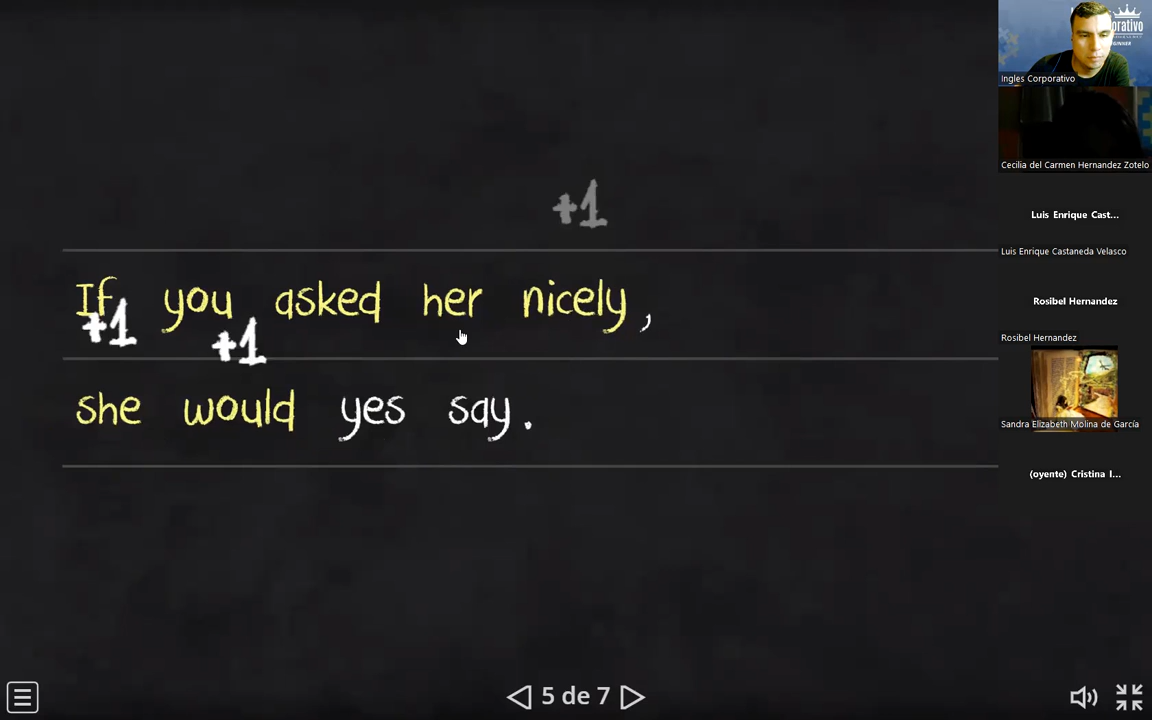 +1
If you asked her nicely,
+1 +1
she would yes say.
5 de 7
orativo
Ingles Corporativo
Cecilia del Carmen Hernandez Zotelo
Luis Enrique Cast...
Luis Enrique Castaneda Velasco
Rosibel Hernandez
Rosibel Hernandez
Sandra Elizabeth Molina de García
(oyente) Cristina I...